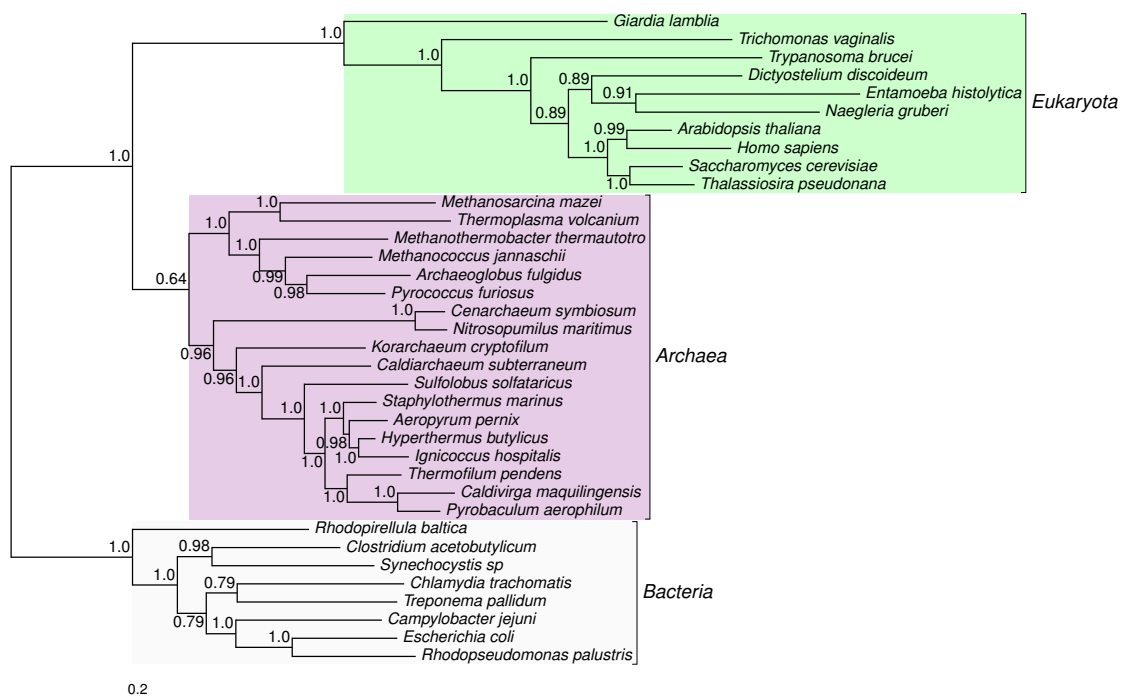 Giardia lamblia
1.0
Trichomonas vaginalis
1.0
Trypanosoma brucei
1.0
Dictyostelium discoideum
0.89
Entamoeba histolytica
0.91
Eukaryota
Naegleria gruberi
0.89
Arabidopsis thaliana
0.99
Homo sapiens
1.0
1.0
Saccharomyces cerevisiae
Thalassiosira pseudonana
1.0
Methanosarcina mazei
1.0
Thermoplasma volcanium
1.0
Methanothermobacter thermautotro
1.0
Methanococcus jannaschii
0.99
Archaeoglobus fulgidus
0.64
Pyrococcus furiosus
0.98
Cenarchaeum symbiosum
1.0
Nitrosopumilus maritimus
Korarchaeum cryptofilum
0.96
Archaea
Caldiarchaeum subterraneum
0.96
1.0
Sulfolobus solfataricus
Staphylothermus marinus
1.0
1.0
Aeropyrum pernix
Hyperthermus butylicus
0.98
Ignicoccus hospitalis
1.0
1.0
Thermofilum pendens
Caldivirga maquilingensis
1.0
1.0
Pyrobaculum aerophilum
Rhodopirellula baltica
1.0
Clostridium acetobutylicum
0.98
Synechocystis sp
1.0
Chlamydia trachomatis
0.79
Bacteria
Treponema pallidum
Campylobacter jejuni
0.79
1.0
Escherichia coli
1.0
Rhodopseudomonas palustris
0.2